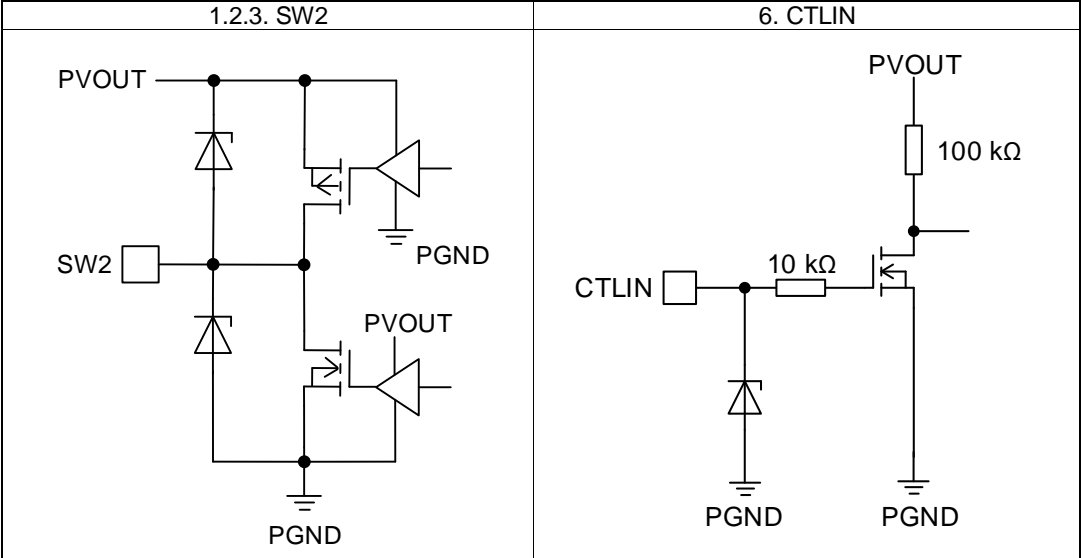 1.2.3. SW2
PVOUT
SW2
PGND
PVOUT
PGND
6. CTLIN
PVOUT
100 kΩ
10 kΩ
CTLIN
PGND
PGND